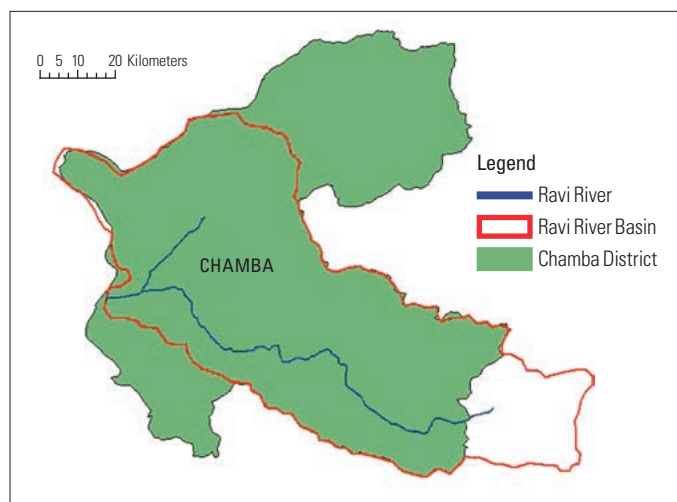 0 5 10 20 Kilometers
Legend
Ravi River
Ravi River Basin
Chamba District
CHAMBA